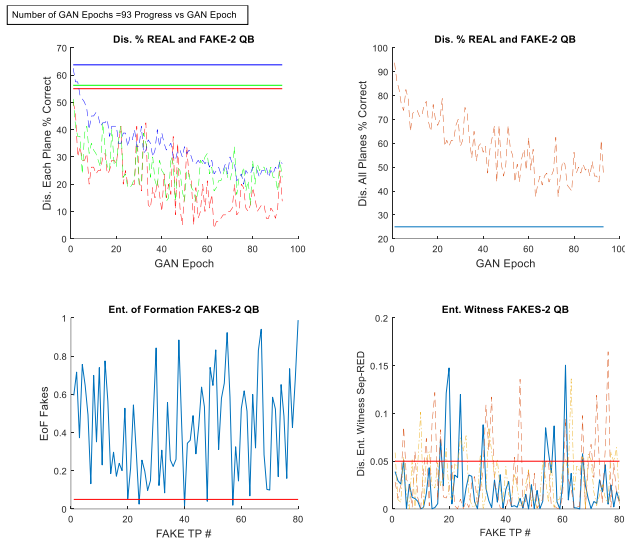 Number of GAN Epochs =93 Progress vs GAN Epoch
Dis. % REAL and FAKE-2 QB
Dis. Each Plane % Correct
70
60
50
40
30
20
10
0
0 20 40 60 80 100
GAN Epoch
Dis. % REAL and FAKE-2 QB
Dis. All Planes % Correct
100
90
80
70
60
50
40
30
20
0 20 40 60 80 100
GAN Epoch
Ent. of Formation FAKES-2 QB
EoF Fakes
1
0.8
0.6
0.4
0.2
0
0 20 40 60 80
FAKE TP #
Ent. Witness FAKES-2 QB
Dis. Ent. Witness Sep-RED
0.2
0.15
0.1
0.05
0
0 20 40 60 80
FAKE TP #